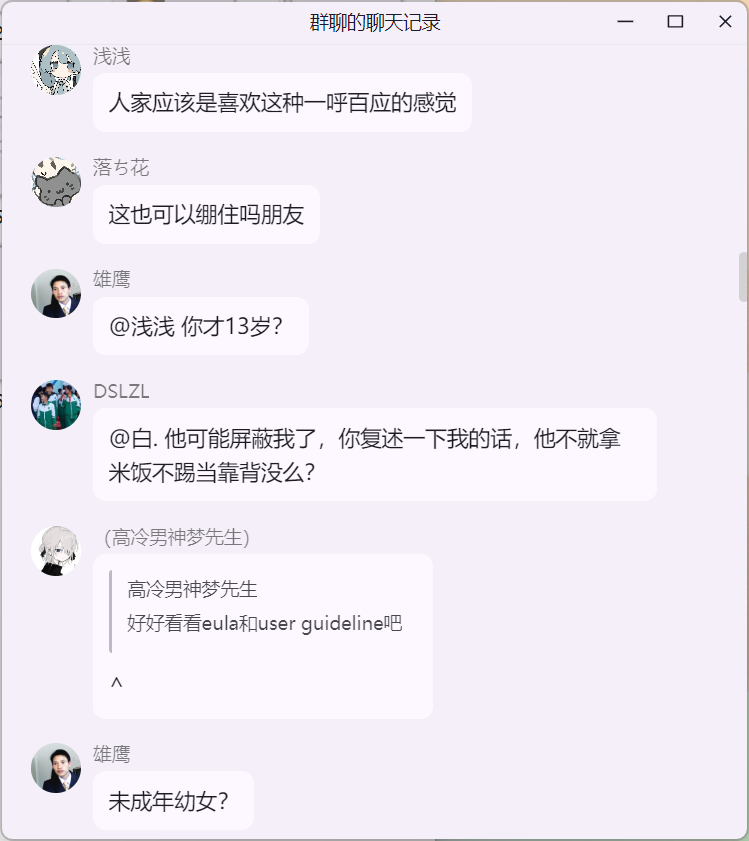 群聊的聊天记录
浅浅
人家应该是喜欢这种一呼百应的感觉
落ち花
这也可以绷住吗朋友
雄鹰
@浅浅 你才13岁?
DSLZL
@白. 他可能屏蔽我了，你复述一下我的话，他不就拿
米饭不踢当靠背没么?
（高冷男神梦先生）
高冷男神梦先生
好好看看eula和user guideline吧
^
雄鹰
未成年幼女?